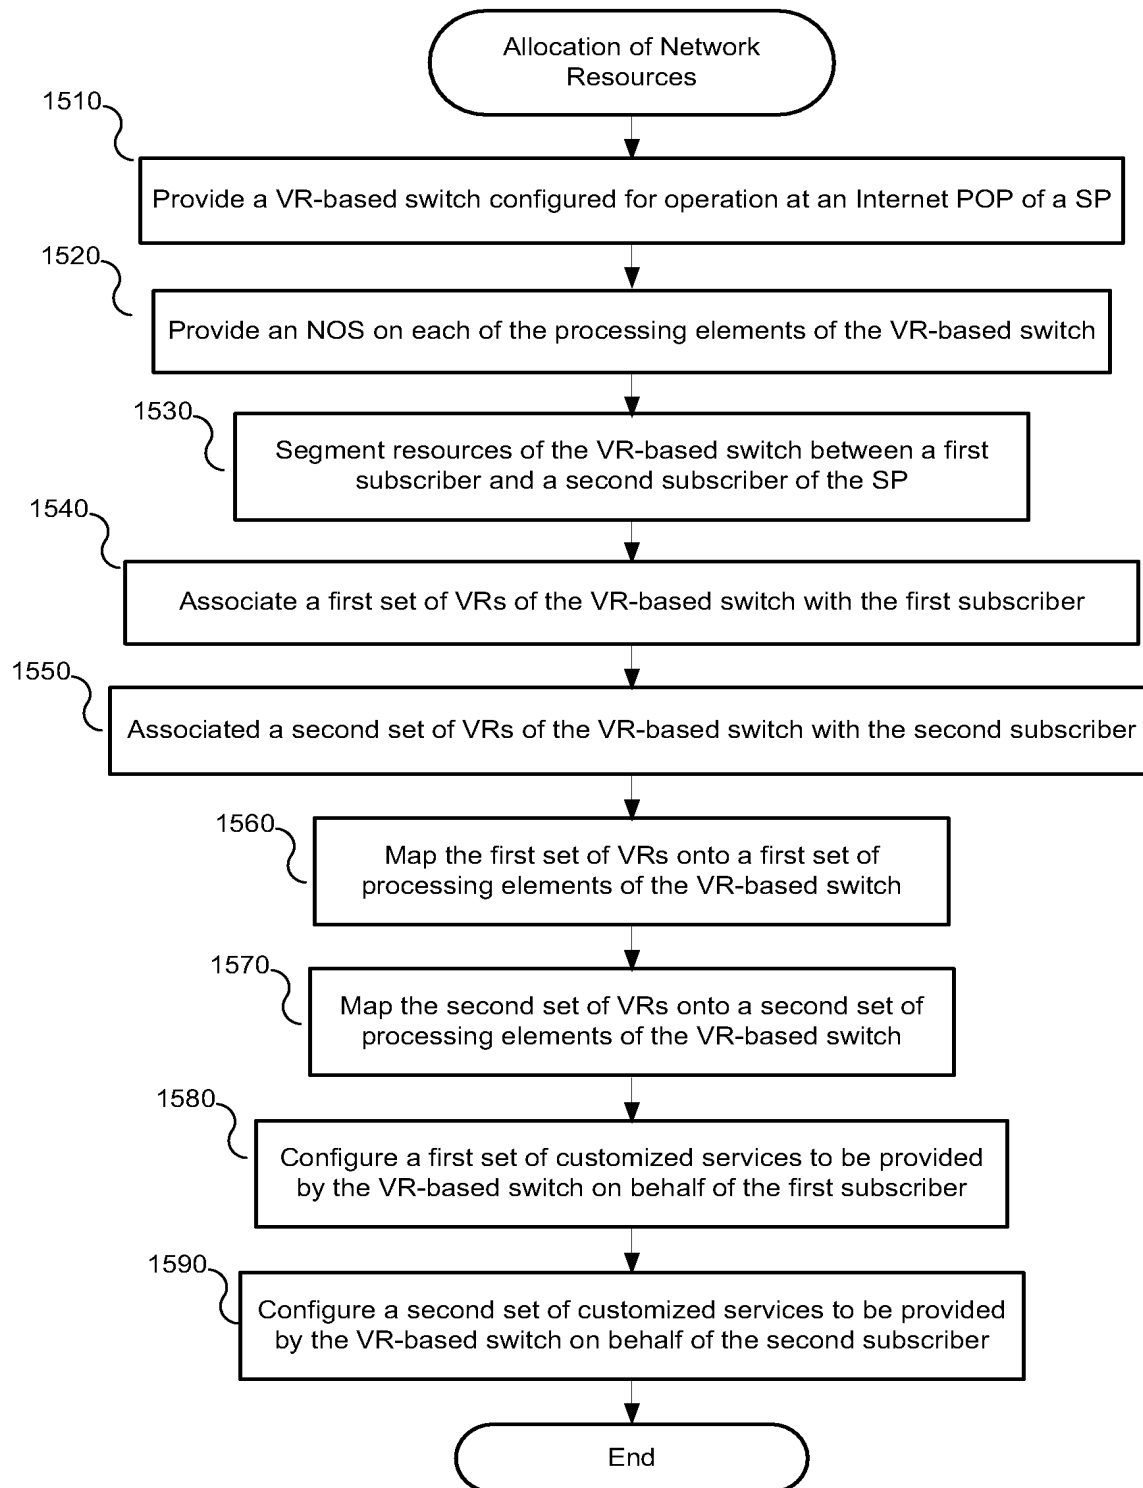 Allocation of Network
Resources
1510
Provide a VR-based switch configured for operation at an Internet POP of a SP
1520
Provide an NOS on each of the processing elements of the VR-based switch
1530
Segment resources of the VR-based switch between a first
subscriber and a second subscriber of the SP
1540
Associate a first set of VRs of the VR-based switch with the first subscriber
1550
Associated a second set of VRs of the VR-based switch with the second subscriber
1560
Map the first set of VRs onto a first set of
processing elements of the VR-based switch
1570
Map the second set of VRs onto a second set of
processing elements of the VR-based switch
1580
Configure a first set of customized services to be provided
by the VR-based switch on behalf of the first subscriber
1590
Configure a second set of customized services to be provided
by the VR-based switch on behalf of the second subscriber
End